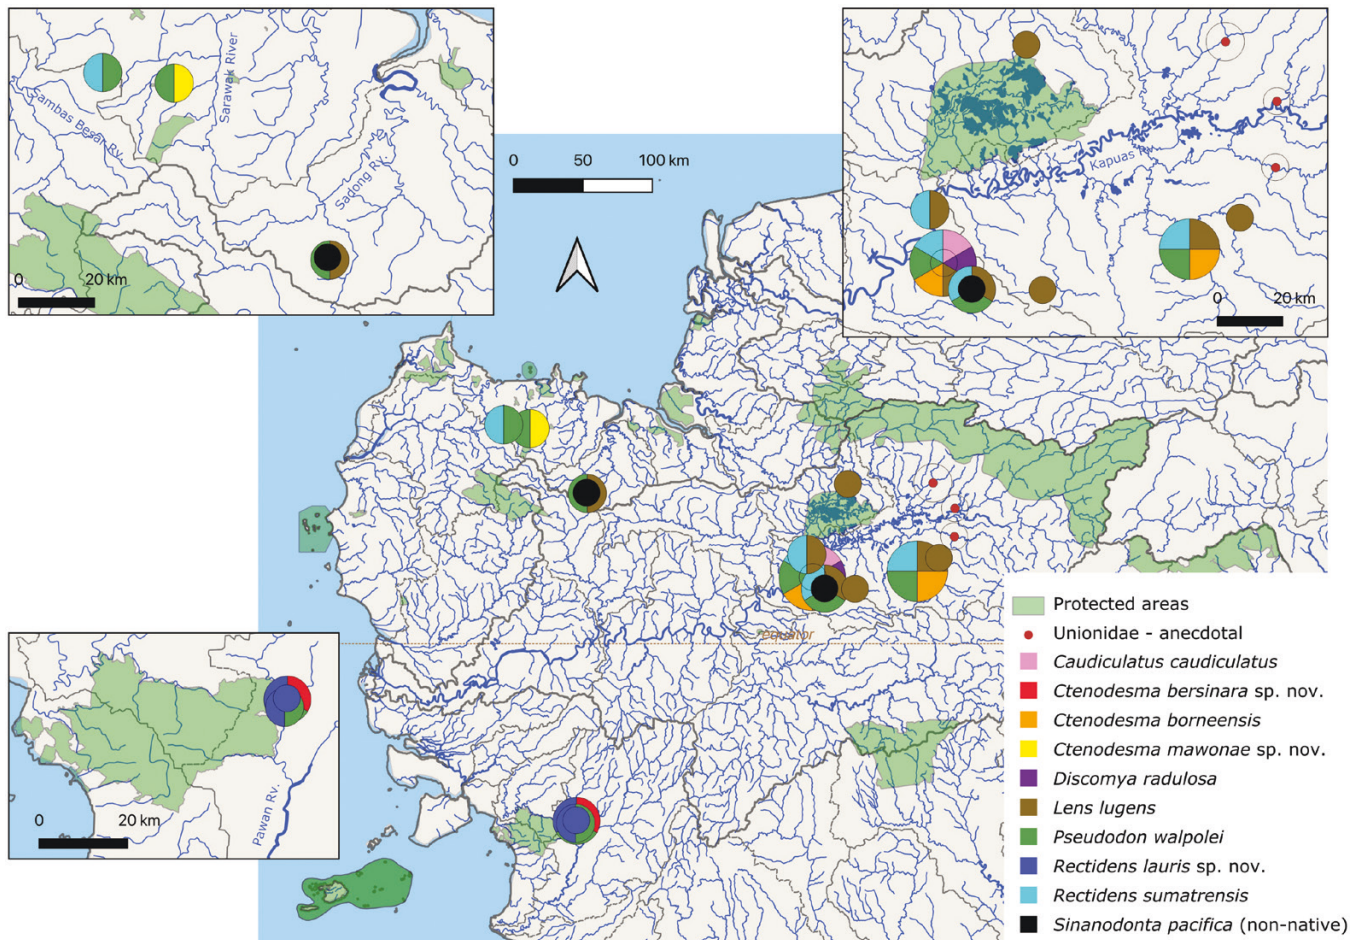 Sambas Besar Rv.
Sarawak River
Sadong Rv.
0 20 km
0 50 100 km
Kapuas Rv.
0 20 km
equator
Pawan Rv.
0 20 km
Protected areas
Unionidae - anecdotal
Caudiculatus caudiculatus
Ctenodesma bersinara sp. nov.
Ctenodesma borneensis
Ctenodesma mawonae sp. nov.
Discomya radulosa
Lens lugens
Pseudodon walpolei
Rectidens lauris sp. nov.
Rectidens sumatrensis
Sinanodonta pacifica (non-native)